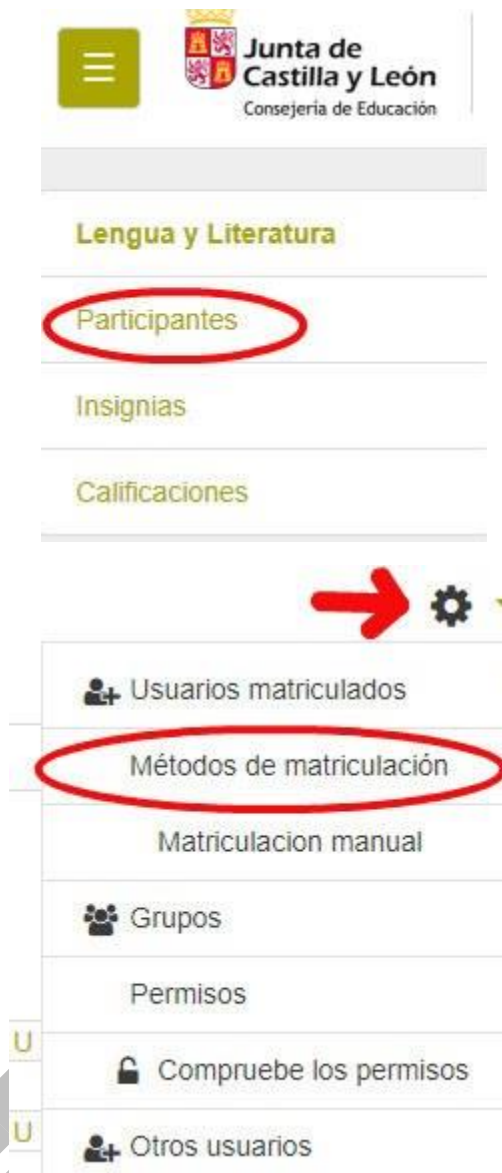 Junta de
Castilla y León
Consejería de Educación
Lengua y Literatura
Participantes
Insignias
Calificaciones
Usuarios matriculados
Métodos de matriculación
Matriculacion manual
Grupos
Permisos
U
Compruebe los permisos
U
Otros usuarios